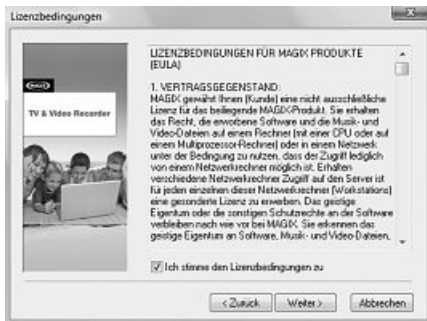 Lizenzbedingungen
MAGIX
TV & Video Recorder
LIZENZBEDINGUNGEN FÜR MAGIX PRODUKTE
(EULA)
1. VERTRAGSGEGENSTAND:
MAGIX gewährt Ihnen (Kunde) eine nicht ausschließliche
Lizenz für das beiliegende MAGIX-Produkt. Sie erhalten
das Recht, die erworbene Software und die Musik- und
Video-Dateien auf einem Rechner (mit einer CPU oder auf
einem Multiprozessor-Rechner) oder in einem Netzwerk
unter der Bedingung zu nutzen, dass der Zugriff lediglich
von einem Netzwerkrechner möglich ist. Erhalten
verschiedene Netzwerkrechner Zugriff auf den Server ist
für jeden einzelnen dieser Netzwerkrechner (Workstations)
eine gesonderte Lizenz zu erwerben. Das geistige
Eigentum oder die sonstigen Schutzrechte an der Software
verbleiben nach wie vor bei MAGIX. Sie erkennen das
geistige Eigentum an Software, Musik- und Video-Dateien,
Ich stimme den Lizenzbedingungen zu
< Zurück
Weiter >
Abbrechen